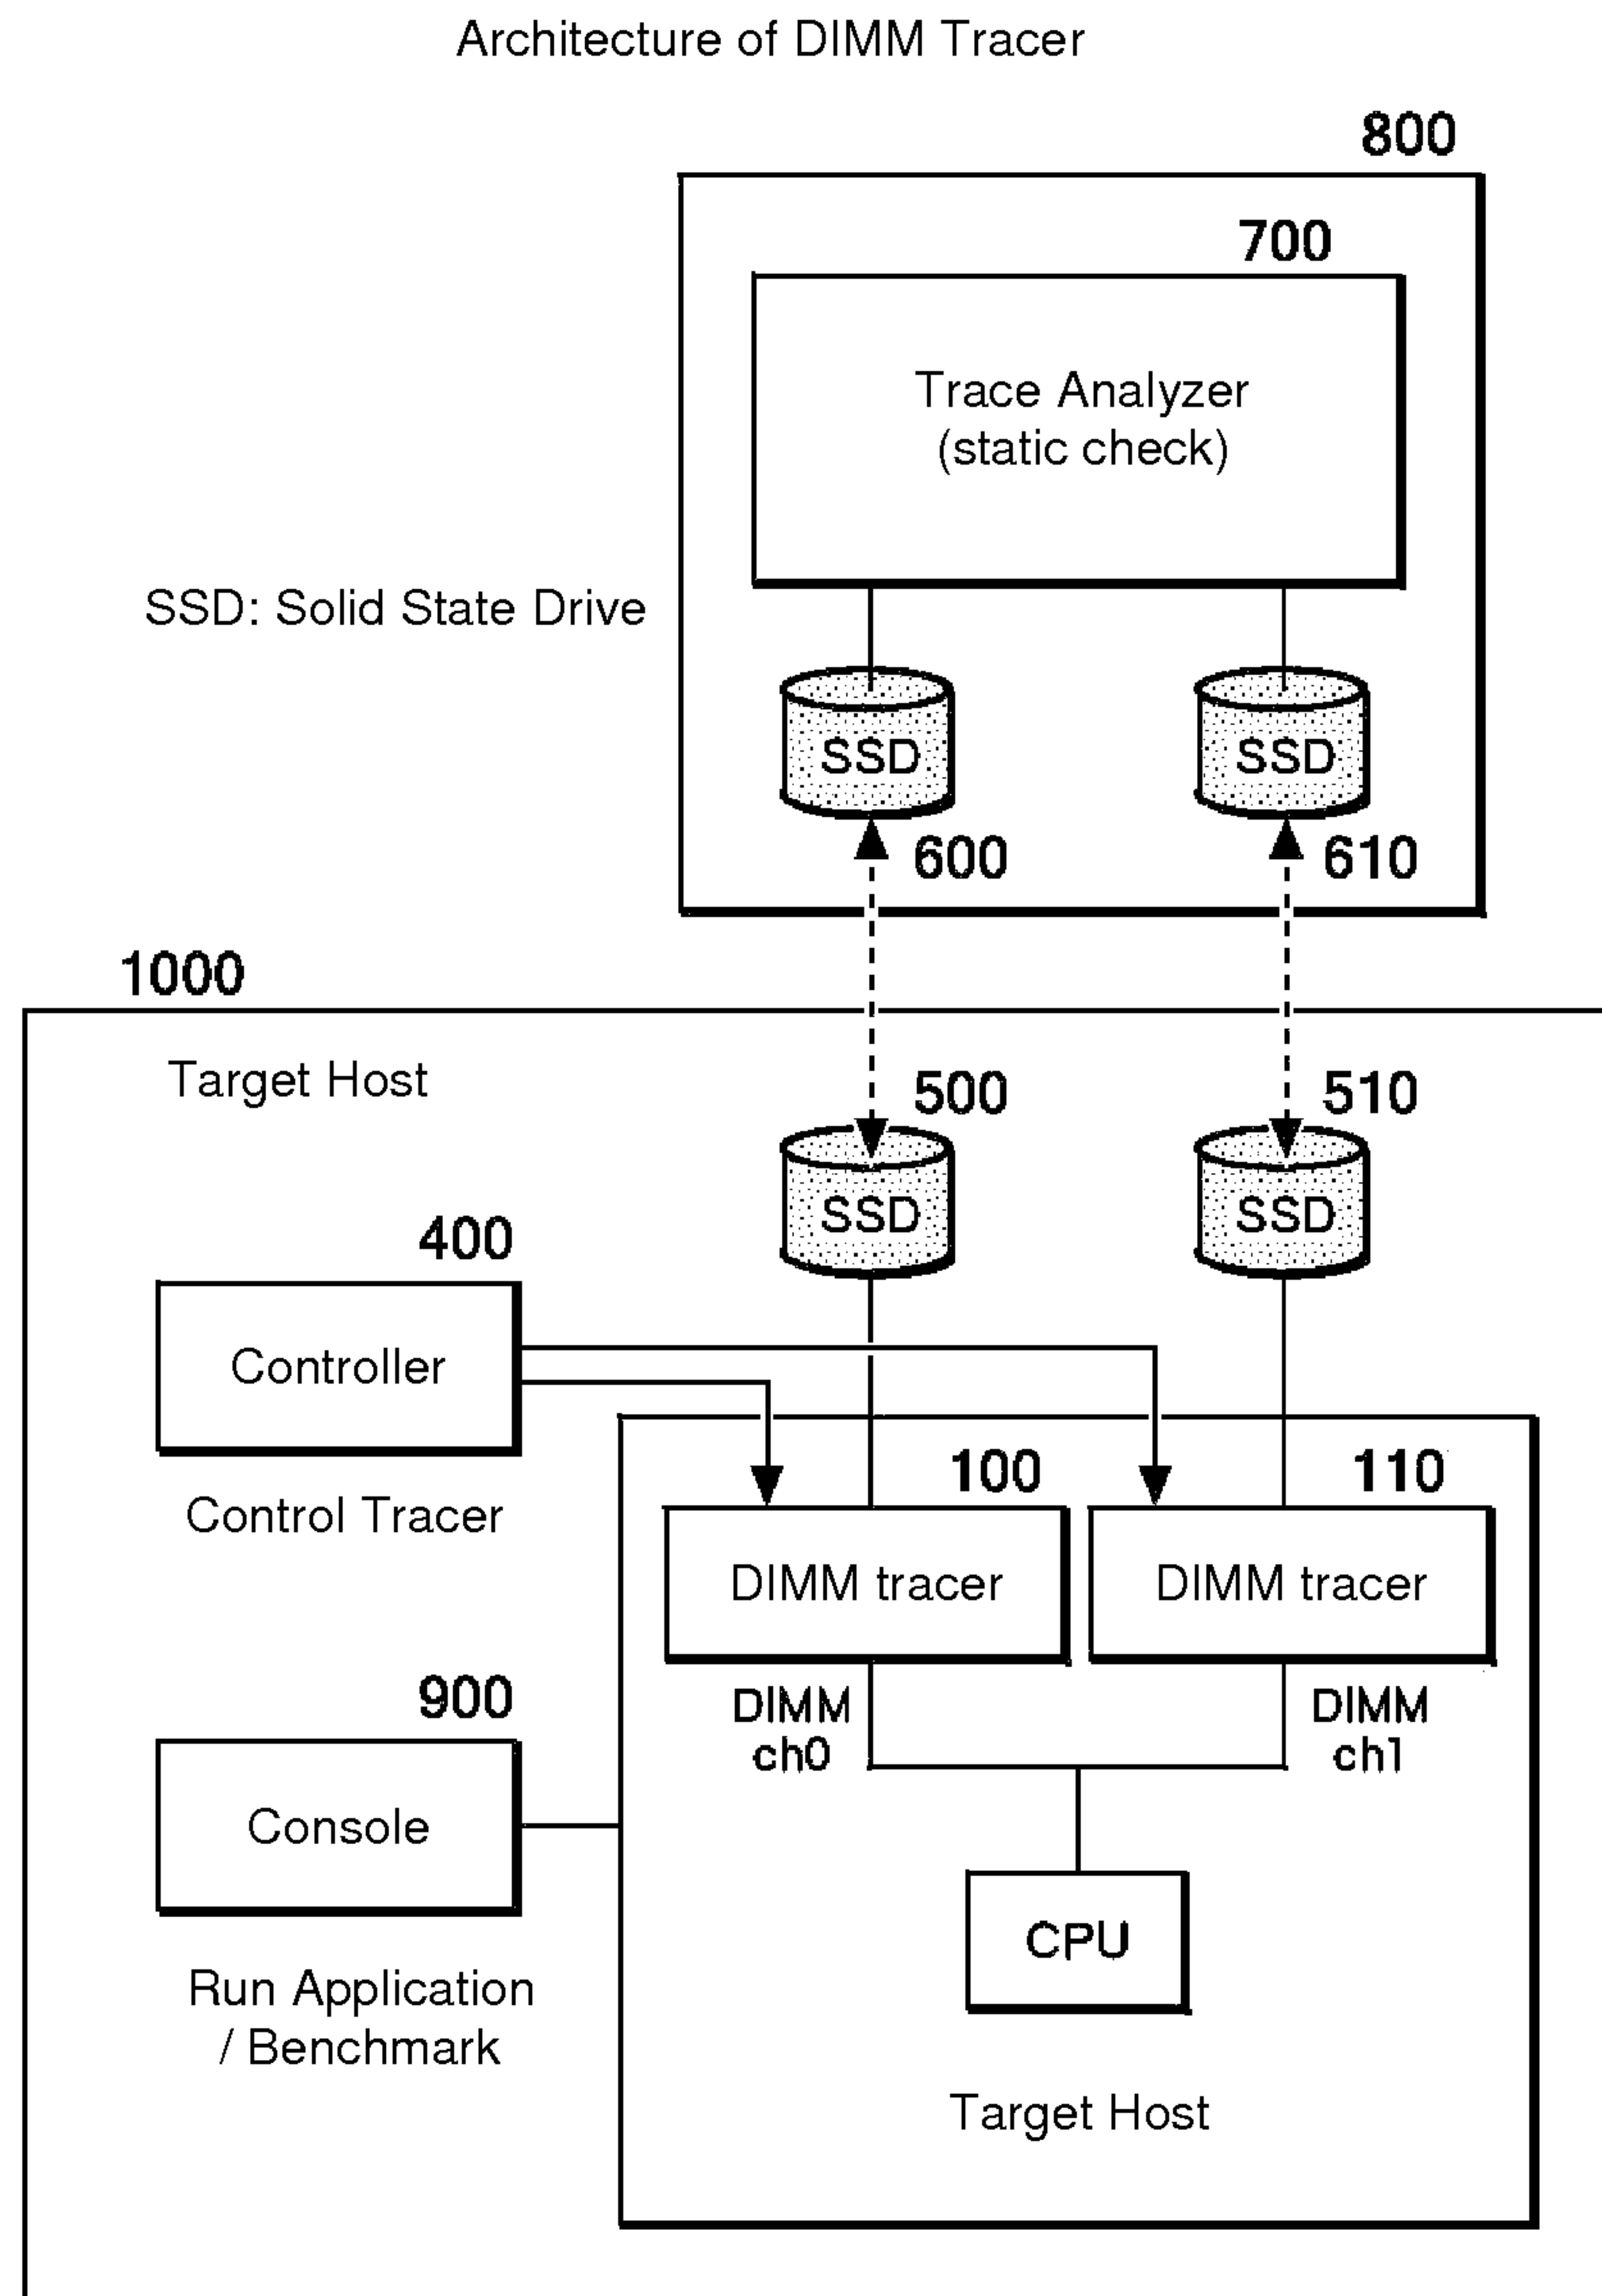 Architecture of DIMM Tracer
800
700
Trace Analyzer
(static check)
SSD: Solid State Drive
SSD
SSD
600
610
1000
Target Host
500
510
SSD
SSD
400
Controller
100
110
Control Tracer
DIMM tracer
DIMM tracer
900
DIMM
ch0
DIMM
ch1
Console
CPU
Run Application
/ Benchmark
Target Host